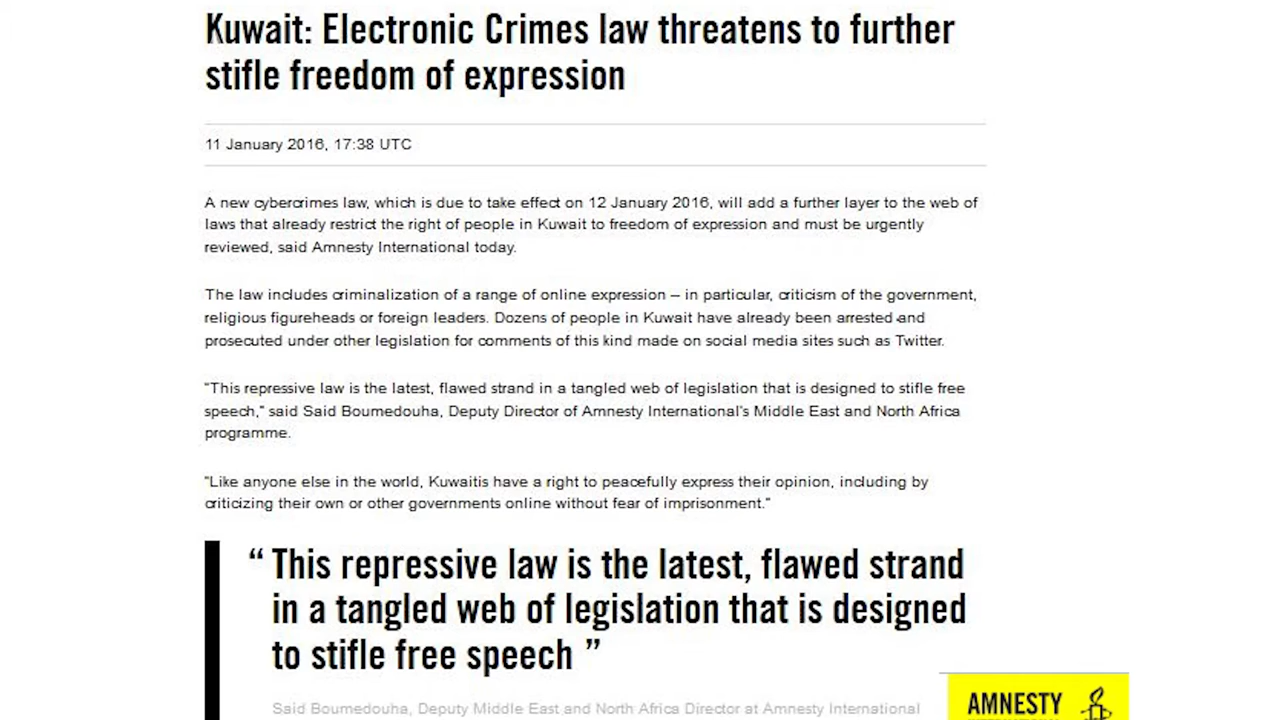 Kuwait: Electronic Crimes law threatens to further
stifle freedom of expression
11 January 2016, 17:38 UTC
A new cybercrimes law, which is due to take effect on 12 January 2016, will add a further layer to the web of
laws that already restrict the right of people in Kuwait to freedom of expression and must be urgently
reviewed, said Amnesty International today.
The law includes criminalization of a range of online expression – in particular, criticism of the government,
religious figureheads or foreign leaders. Dozens of people in Kuwait have already been arrested and
prosecuted under other legislation for comments of this kind made on social media sites such as Twitter.
“This repressive law is the latest, flawed strand in a tangled web of legislation that is designed to stifle free
speech,” said Said Boumedouha, Deputy Director of Amnesty International’s Middle East and North Africa
programme.
“Like anyone else in the world, Kuwaitis have a right to peacefully express their opinion, including by
criticizing their own or other governments online without fear of imprisonment.”
“ This repressive law is the latest, flawed strand
in a tangled web of legislation that is designed
to stifle free speech ”
Said Boumedouha, Deputy Middle East and North Africa Director at Amnesty International
AMNESTY